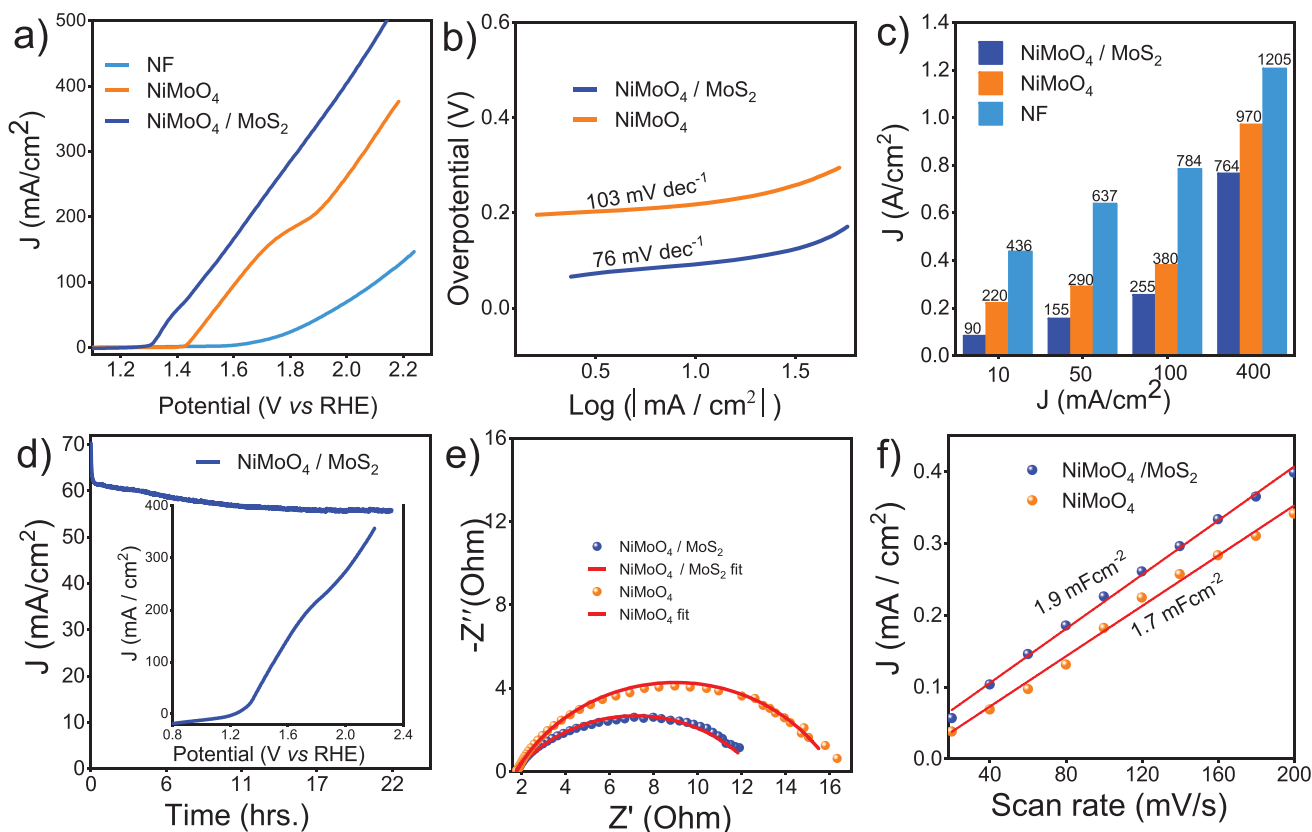 a)
500
400
300
200
100
0
J (mA/cm²)
NF
NiMoO₄
NiMoO₄ / MoS₂
1.2 1.4 1.6 1.8 2.0 2.2
Potential (V vs RHE)
b)
0.6
0.4
0.2
0.0
Overpotential (V)
NiMoO₄ / MoS₂
NiMoO₄
103 mV dec⁻¹
76 mV dec⁻¹
0.5 1.0 1.5
Log (|mA / cm²|)
c)
1.4
1.2
1.0
0.8
0.6
0.4
0.2
0.0
J (A/cm²)
NiMoO₄ / MoS₂
NiMoO₄
NF
90 220 436
155 290 637
255 380 784
764 970 1205
10 50 100 400
J (mA/cm²)
d)
70
60
50
40
30
20
10
0
J (mA/cm²)
NiMoO₄ / MoS₂
400
300
200
100
0
J (mA / cm²)
0.8 1.2 1.6 2.0 2.4
Potential (V vs RHE)
0 6 11 17 22
Time (hrs.)
e)
16
12
8
4
0
-Z''(Ohm)
NiMoO₄ / MoS₂
NiMoO₄ / MoS₂ fit
NiMoO₄
NiMoO₄ fit
2 4 6 8 10 12 14 16
Z' (Ohm)
f)
0.4
0.3
0.2
0.1
0.0
J (mA / cm²)
NiMoO₄ /MoS₂
NiMoO₄
1.9 mFcm⁻²
1.7 mFcm⁻²
40 80 120 160 200
Scan rate (mV/s)